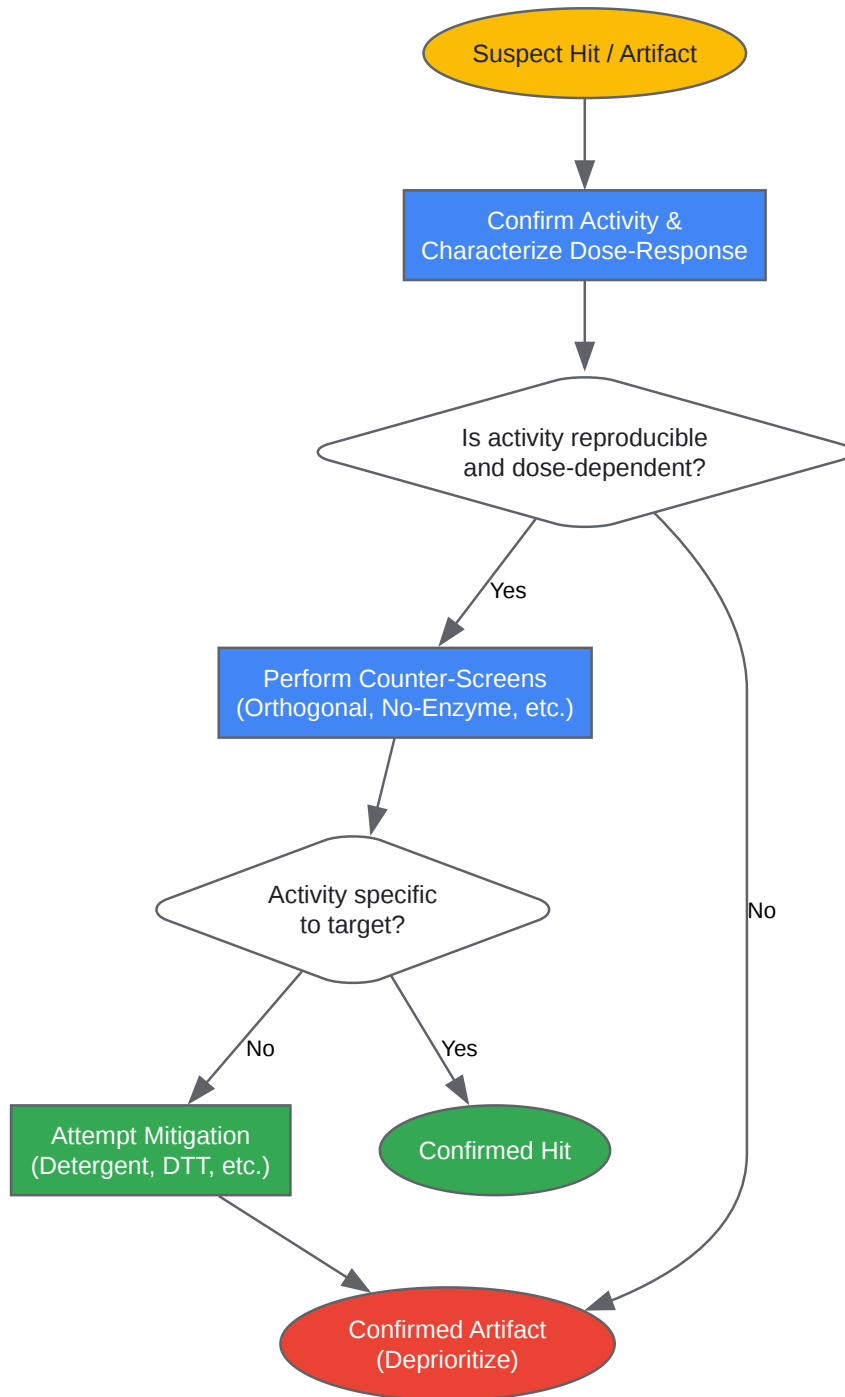 Suspect Hit / Artifact
Confirm Activity &
Characterize Dose-Response
Is activity reproducible
and dose-dependent?
Yes
Perform Counter-Screens
(Orthogonal, No-Enzyme, etc.)
Activity specific
to target?
No
No
Yes
Attempt Mitigation
(Detergent, DTT, etc.)
Confirmed Hit
Confirmed Artifact
(Deprioritize)